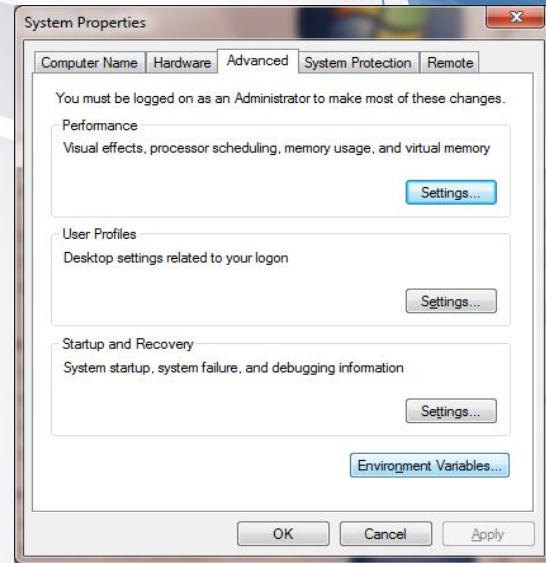 System Properties
Computer Name
Hardware
Advanced
System Protection
Remote
You must be logged on as an Administrator to make most of these changes.
Performance
Visual effects, processor scheduling, memory usage, and virtual memory
Settings...
User Profiles
Desktop settings related to your logon
Settings...
Startup and Recovery
System startup, system failure, and debugging information
Settings...
Environment Variables...
OK
Cancel
Apply